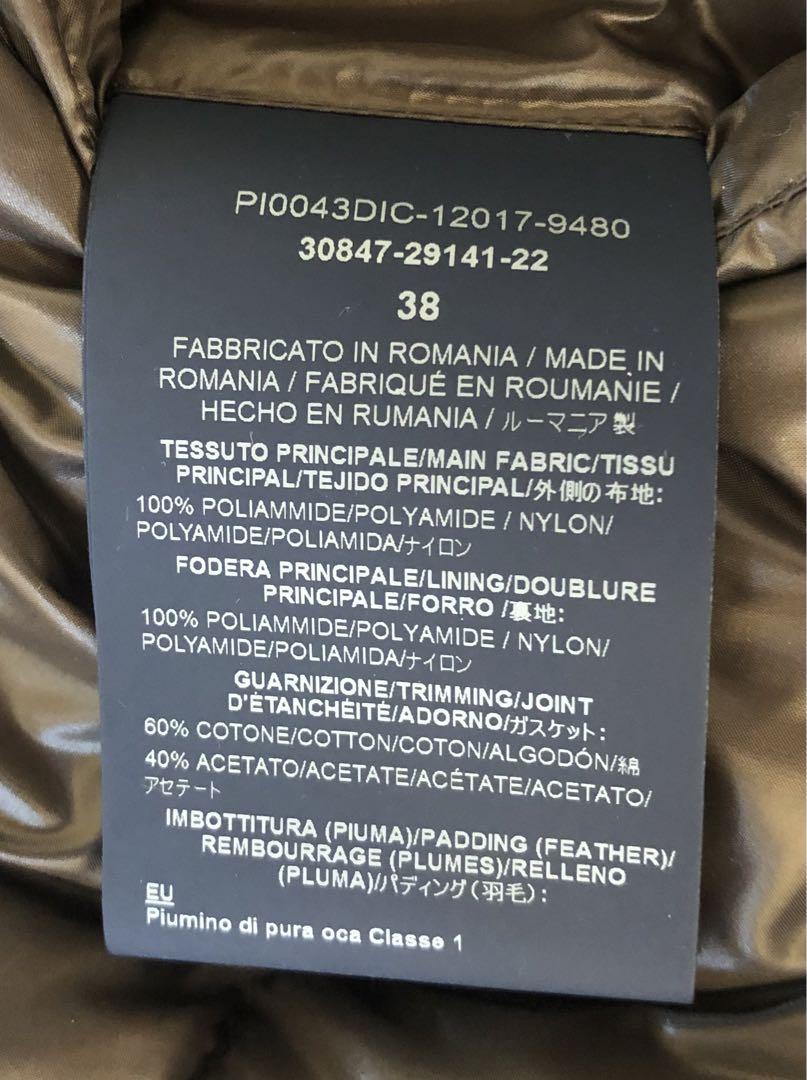 PI0043DIC-12017-9480
30847-29141-22
38
FABBRICATO IN ROMANIA / MADE IN
ROMANIA / FABRIQUÉ EN ROUMANIE /
HECHO EN RUMANIA / ルーマニア製
TESSUTO PRINCIPALE/MAIN FABRIC/TISSU
PRINCIPAL/TEJIDO PRINCIPAL/外側の布地:
100% POLIAMMIDE/POLYAMIDE / NYLON/
POLYAMIDE/POLIAMIDA/ナイロン
FODERA PRINCIPALE/LINING/DOUBLURE
PRINCIPALE/FORRO /裏地:
100% POLIAMMIDE/POLYAMIDE / NYLON/
POLYAMIDE/POLIAMIDA/ナイロン
GUARNIZIONE/TRIMMING/JOINT
D'ÉTANCHÉITÉ/ADORNO/ガスケット:
60% COTONE/COTTON/COTON/ALGODÓN/綿
40% ACETATO/ACETATE/ACÉTATE/ACETATO/
アセテート
IMBOTTITURA (PIUMA)/PADDING (FEATHER)/
REMBOURRAGE (PLUMES)/RELLENO
(PLUMA)/パディング(羽毛):
EU
Piumino di pura oca Classe 1